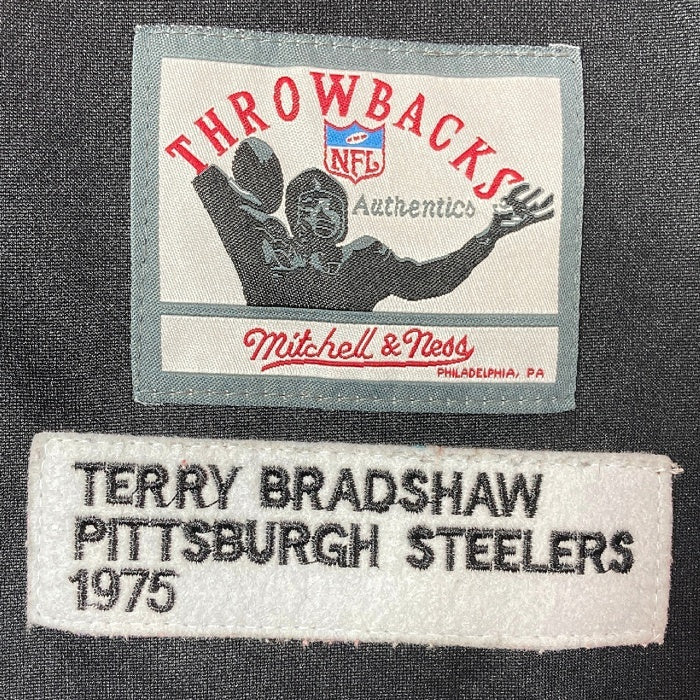 THROWBACKS
NFL
Authentics
Mitchell & Ness
PHILADELPHIA, PA
TERRY BRADSHAW
PITTSBURGH STEELERS
1975